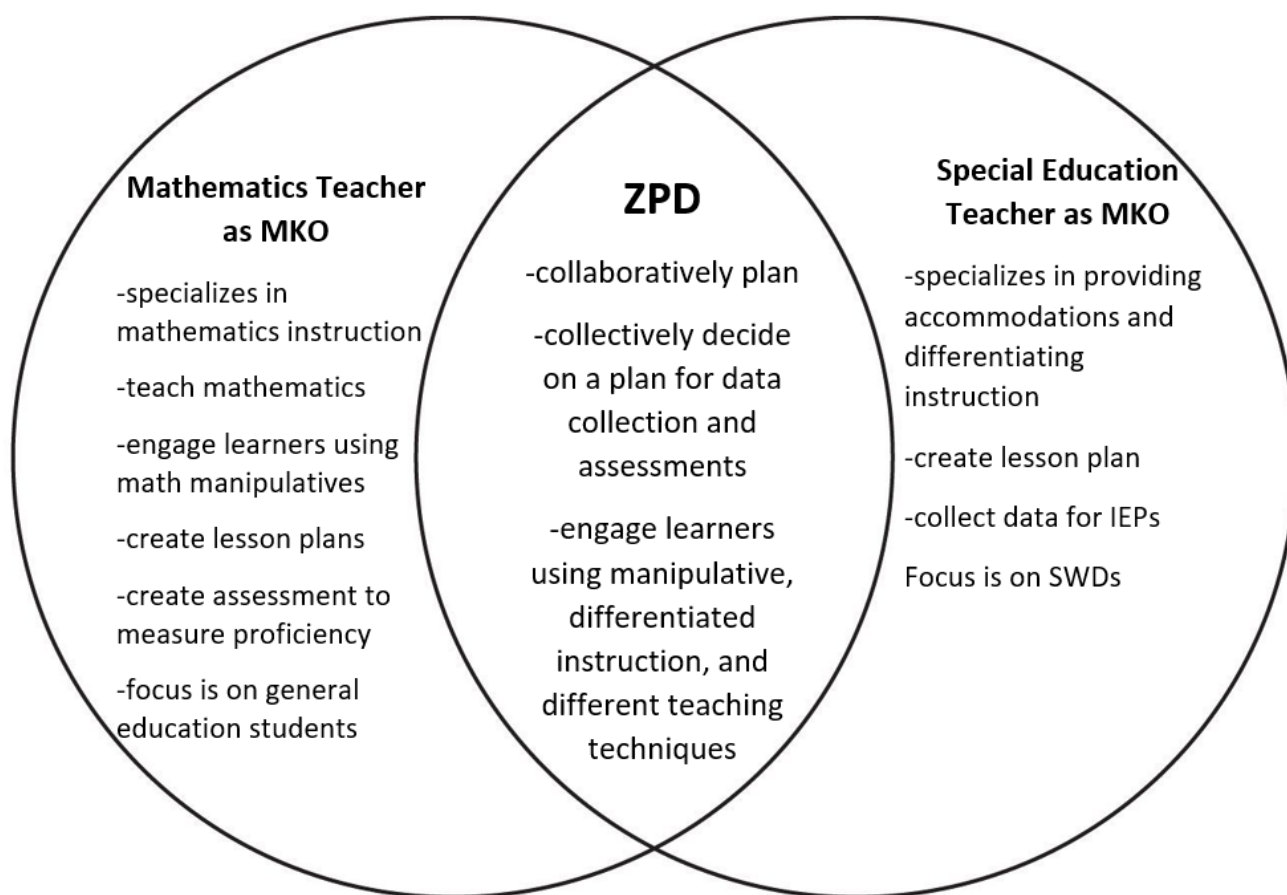 Mathematics Teacher
as MKO
-specializes in
mathematics instruction
-teach mathematics
-engage learners using
math manipulatives
-create lesson plans
-create assessment to
measure proficiency
-focus is on general
education students
ZPD
-collaboratively plan
-collectively decide
on a plan for data
collection and
assessments
-engage learners
using manipulative,
differentiated
instruction, and
different teaching
techniques
Special Education
Teacher as MKO
-specializes in providing
accommodations and
differentiating
instruction
-create lesson plan
-collect data for IEPs
Focus is on SWDs